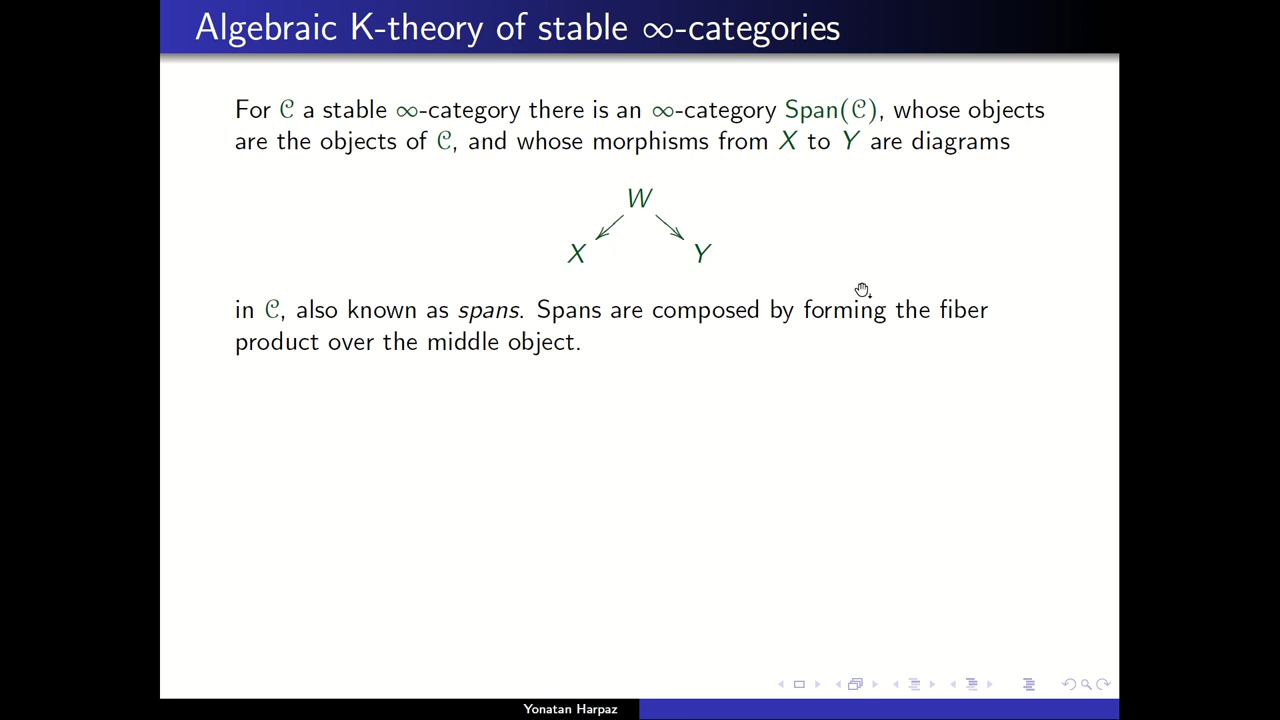 Algebraic K-theory of stable ∞-categories
For 𝒞 a stable ∞-category there is an ∞-category Span(𝒞), whose objects
are the objects of 𝒞, and whose morphisms from X to Y are diagrams
W
X Y
in 𝒞, also known as spans. Spans are composed by forming the fiber
product over the middle object.
Yonatan Harpaz